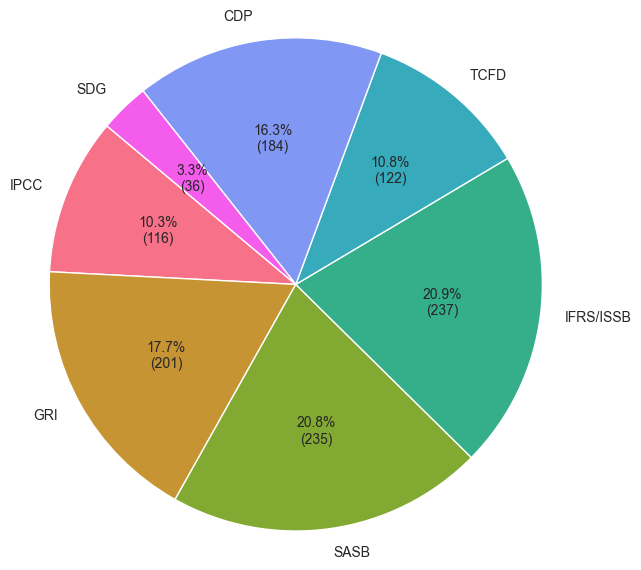 CDP
TCFD
SDG
16.3%
(184)
10.8%
(122)
3.3%
(36)
IPCC
10.3%
(116)
20.9%
(237)
IFRS/ISSB
17.7%
(201)
GRI
20.8%
(235)
SASB